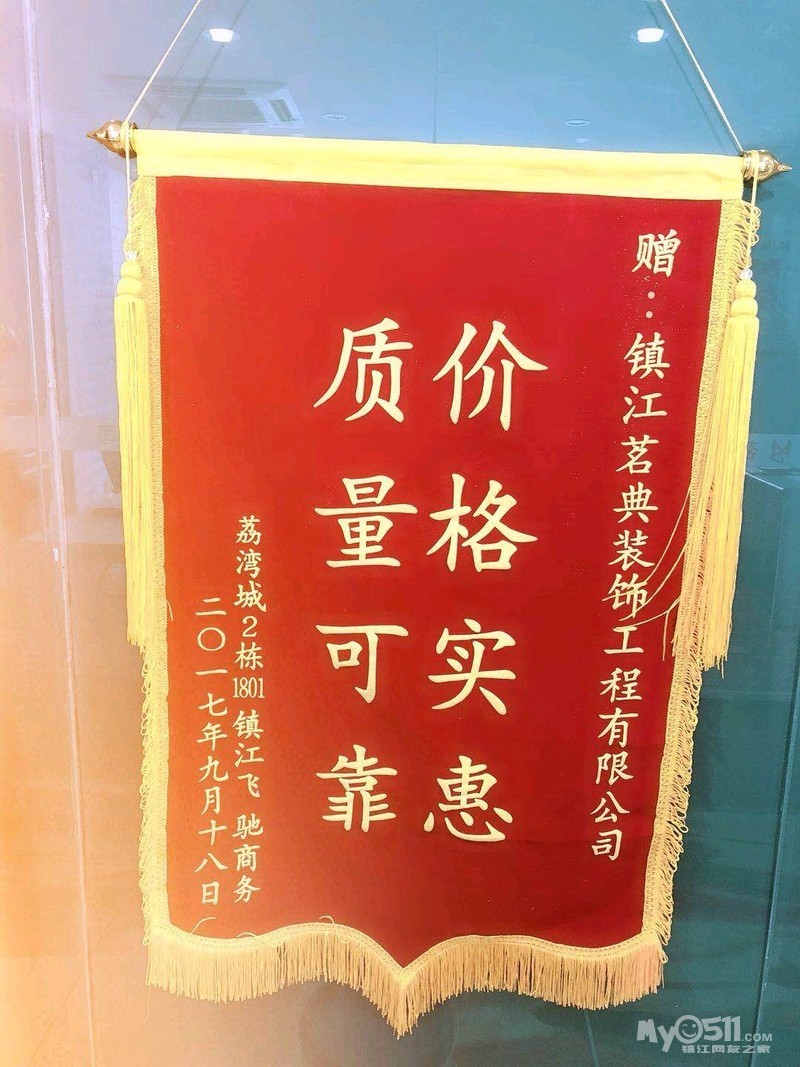 赠：镇江茗典装饰工程有限公司
价格实惠
质量可靠
荔湾城2栋1801镇江飞驰商务
二〇一七年九月十八日
My0511.COM
镇江网友之家